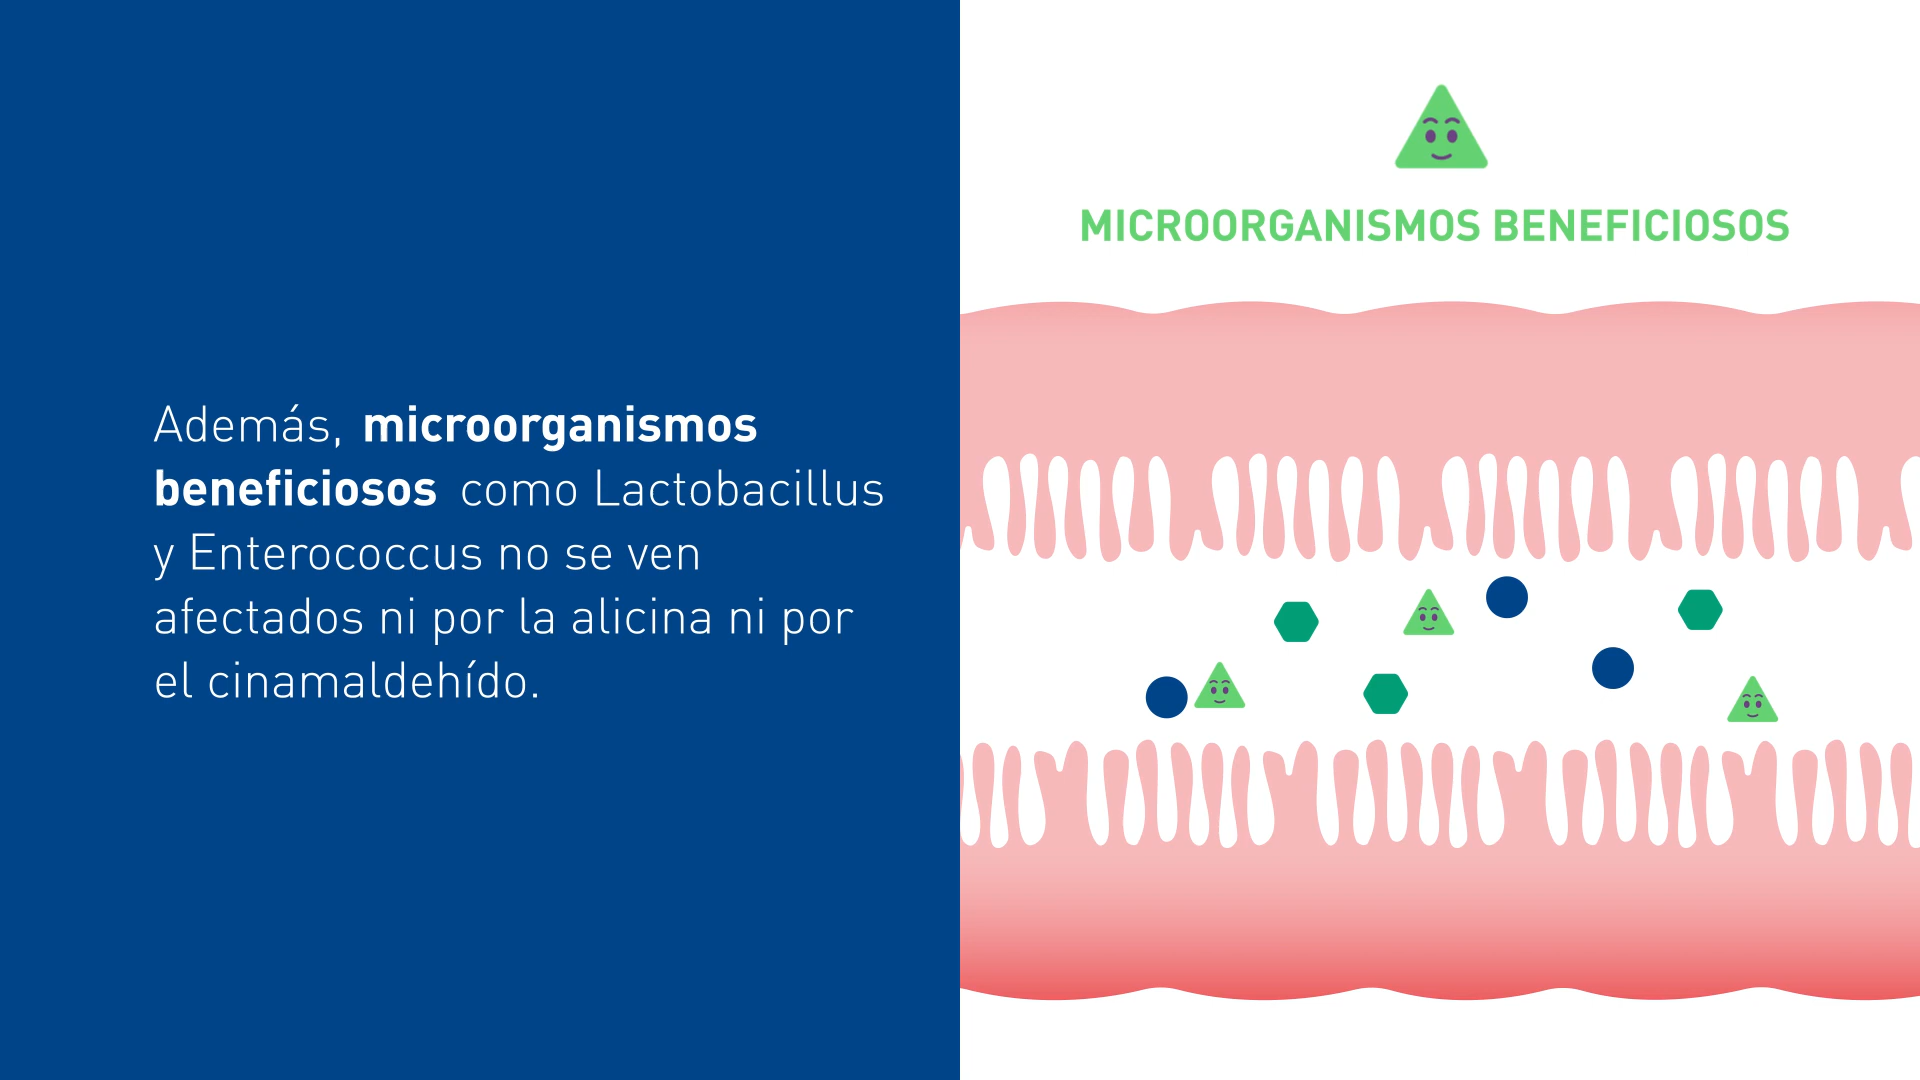 Además, microorganismos
beneficiosos como Lactobacillus
y Enterococcus no se ven
afectados ni por la alicina ni por
el cinamaldehído.
MICROORGANISMOS BENEFICIOSOS